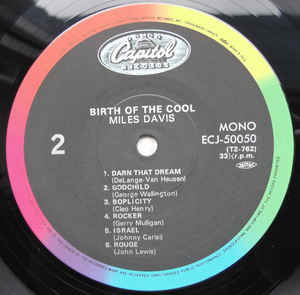 Capitol
RECORDS
BIRTH OF THE COOL
MILES DAVIS
2
MONO
ECJ-50050
(T2-762)
33⅓ r.p.m.
1. DARN THAT DREAM
(DeLange-Van Heusen)
2. GODCHILD
(George Wallington)
3. BOPLICITY
(Cleo Henry)
4. ROCKER
(Gerry Mulligan)
5. ISRAEL
(Johnny Carisi)
6. ROUGE
(John Lewis)